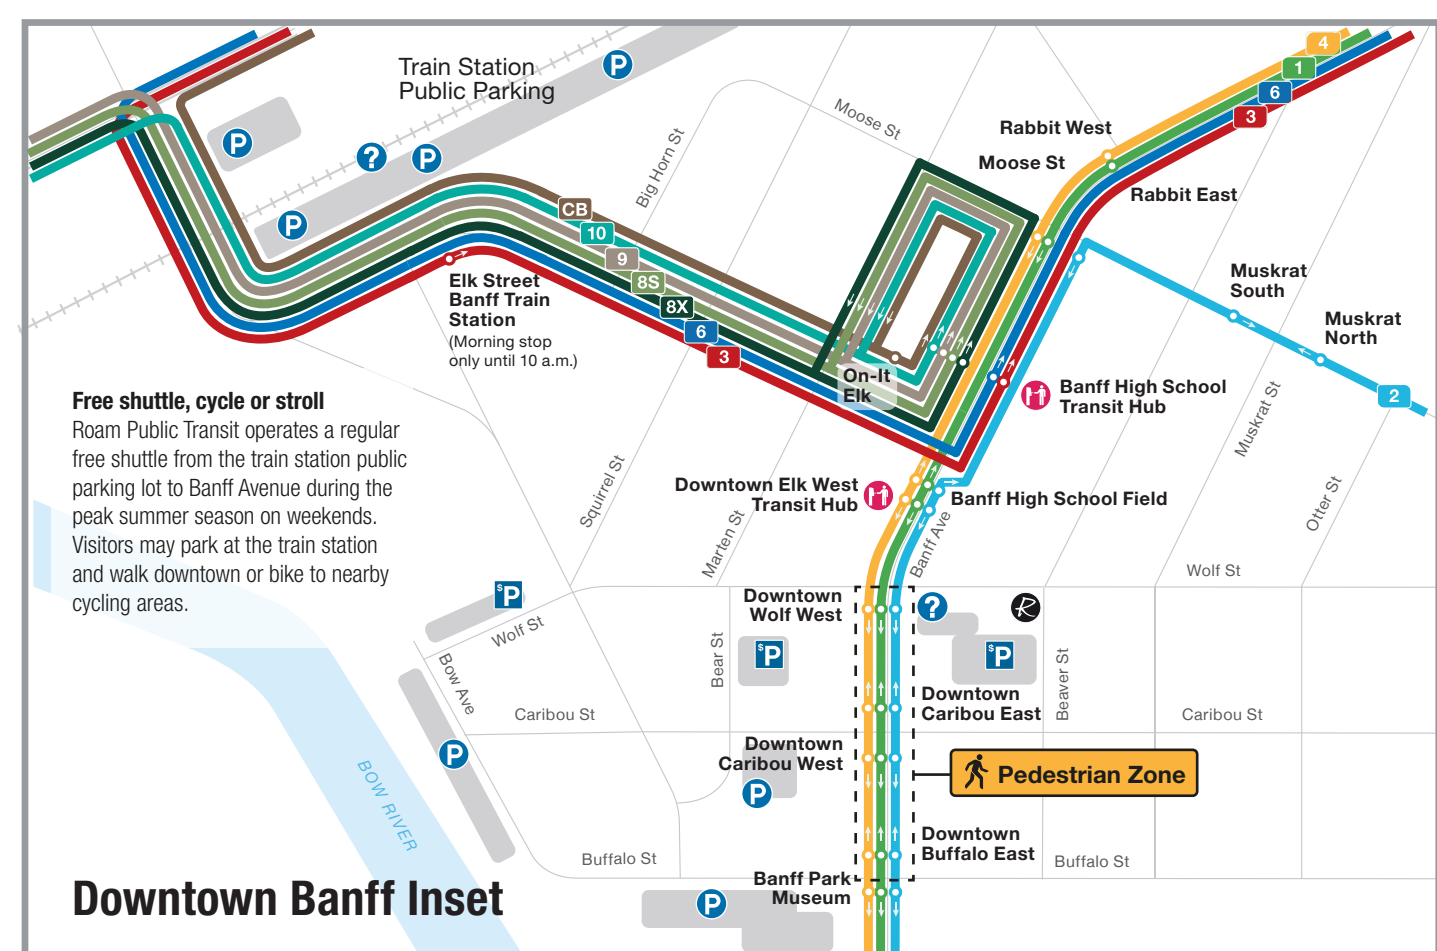 Train Station
Public Parking
4
1
6
3
Moose St
Rabbit West
Moose St
Rabbit East
Big Horn St
P
P
?
P
P
CB
10
9
8S
8X
6
3
Elk Street
Banff Train
Station
(Morning stop
only until 10 a.m.)
On-It
Elk
Muskrat
South
Muskrat
North
2
Banff High School
Transit Hub
Muskrat St
Otter St
Free shuttle, cycle or stroll
Roam Public Transit operates a regular
free shuttle from the train station public
parking lot to Banff Avenue during the
peak summer season on weekends.
Visitors may park at the train station
and walk downtown or bike to nearby
cycling areas.
Squirrel St
Marten St
Downtown Elk West
Transit Hub
Banff High School Field
Banff Ave
Wolf St
$P
Wolf St
Downtown
Wolf West
?
R
$P
$P
Bear St
Beaver St
Bow Ave
Caribou St
Downtown
Caribou East
Caribou St
Downtown
Caribou West
P
P
Pedestrian Zone
BOW RIVER
Buffalo St
Downtown
Buffalo East
Buffalo St
Banff Park
Museum
P
Downtown Banff Inset